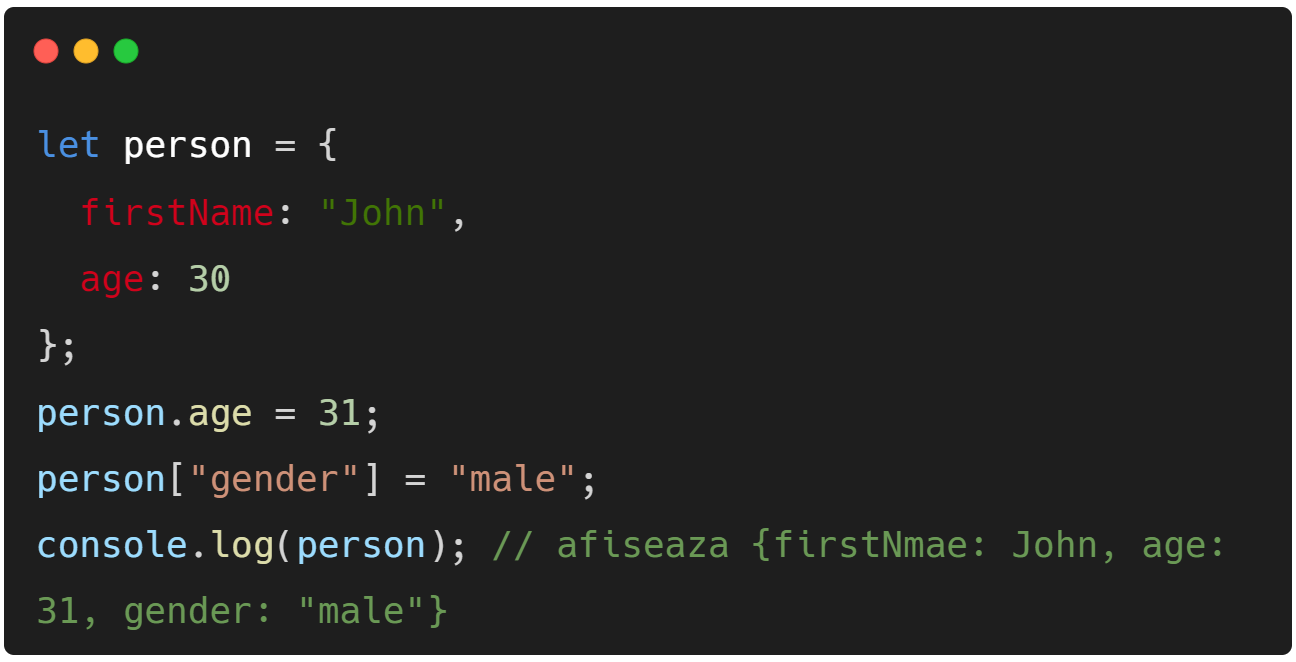 let person = {
  firstName: "John",
  age: 30
};
person.age = 31;
person["gender"] = "male";
console.log(person); // afiseaza {firstNmae: John, age:
31, gender: "male"}